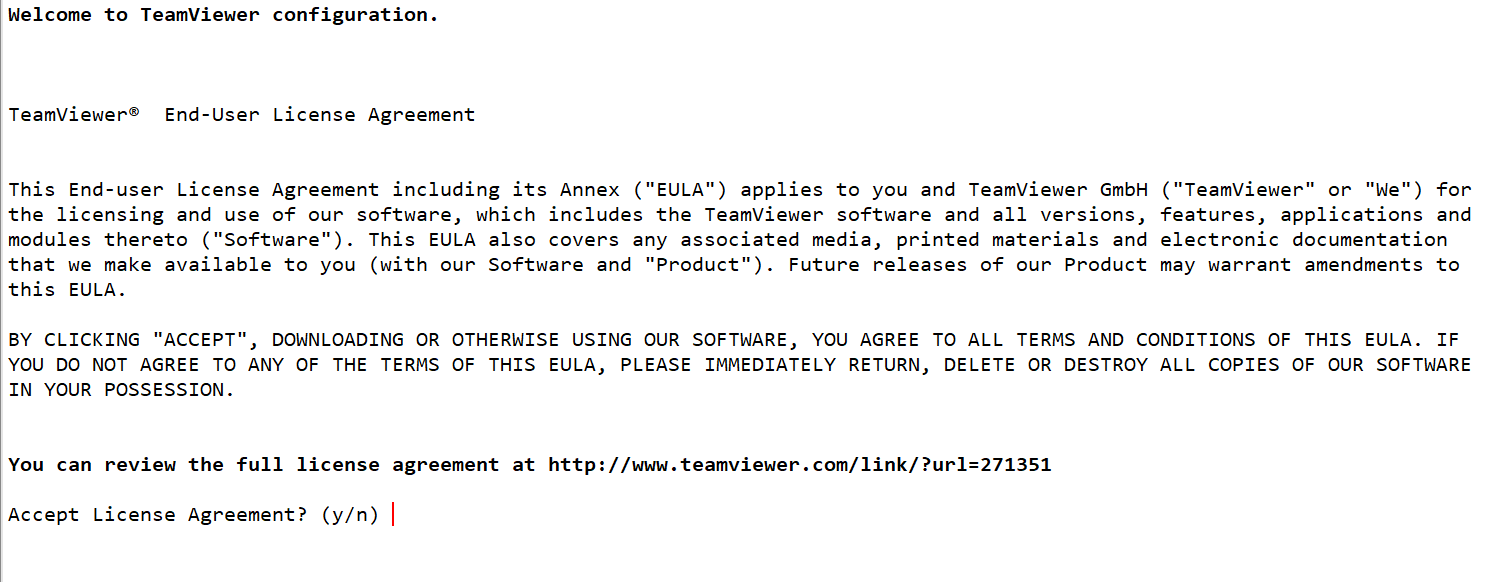 Welcome to TeamViewer configuration.
TeamViewer® End-User License Agreement
This End-user License Agreement including its Annex ("EULA") applies to you and TeamViewer GmbH ("TeamViewer" or "We") for
the licensing and use of our software, which includes the TeamViewer software and all versions, features, applications and
modules thereto ("Software"). This EULA also covers any associated media, printed materials and electronic documentation
that we make available to you (with our Software and "Product"). Future releases of our Product may warrant amendments to
this EULA.
BY CLICKING "ACCEPT", DOWNLOADING OR OTHERWISE USING OUR SOFTWARE, YOU AGREE TO ALL TERMS AND CONDITIONS OF THIS EULA. IF
YOU DO NOT AGREE TO ANY OF THE TERMS OF THIS EULA, PLEASE IMMEDIATELY RETURN, DELETE OR DESTROY ALL COPIES OF OUR SOFTWARE
IN YOUR POSSESSION.
You can review the full license agreement at http://www.teamviewer.com/link/?url=271351
Accept License Agreement? (y/n)